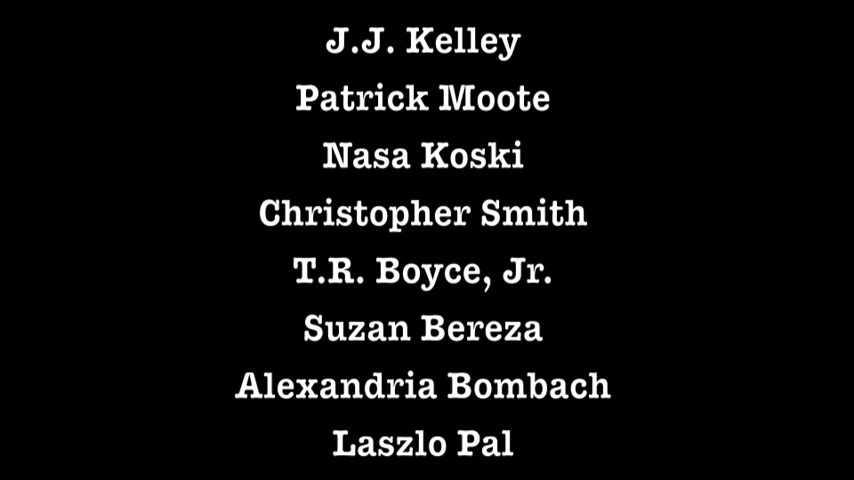 J.J. Kelley
Patrick Moote
Nasa Koski
Christopher Smith
T.R. Boyce, Jr.
Suzan Bereza
Alexandria Bombach
Laszlo Pal